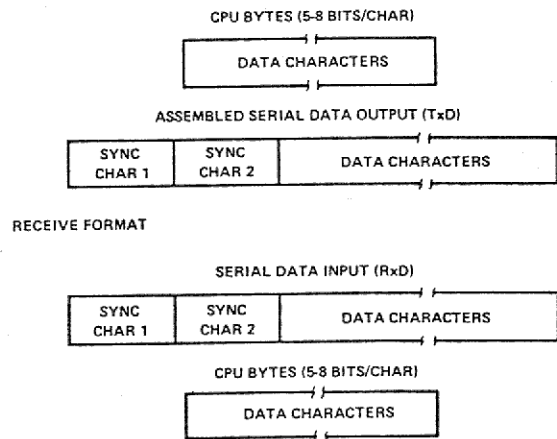 CPU BYTES (5-8 BITS/CHAR)
DATA CHARACTERS
ASSEMBLED SERIAL DATA OUTPUT (TxD)
SYNC CHAR 1
SYNC CHAR 2
DATA CHARACTERS
RECEIVE FORMAT
SERIAL DATA INPUT (RxD)
SYNC CHAR 1
SYNC CHAR 2
DATA CHARACTERS
CPU BYTES (5-8 BITS/CHAR)
DATA CHARACTERS